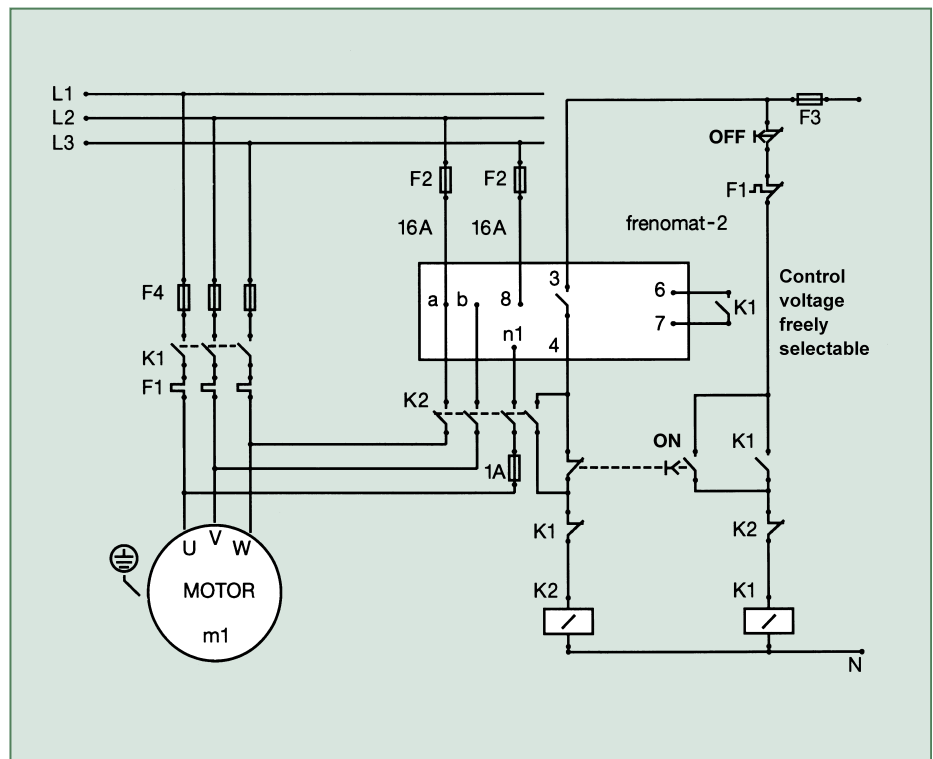 L1
L2
L3
F3
OFF
F1
F2
F2
16A
16A
frenomat-2
Control
voltage
freely
selectable
3
a
b
8
6
K1
7
n1
4
F4
K1
F1
K2
1A
ON
K1
K1
K2
U
V
W
MOTOR
m1
K2
K1
N